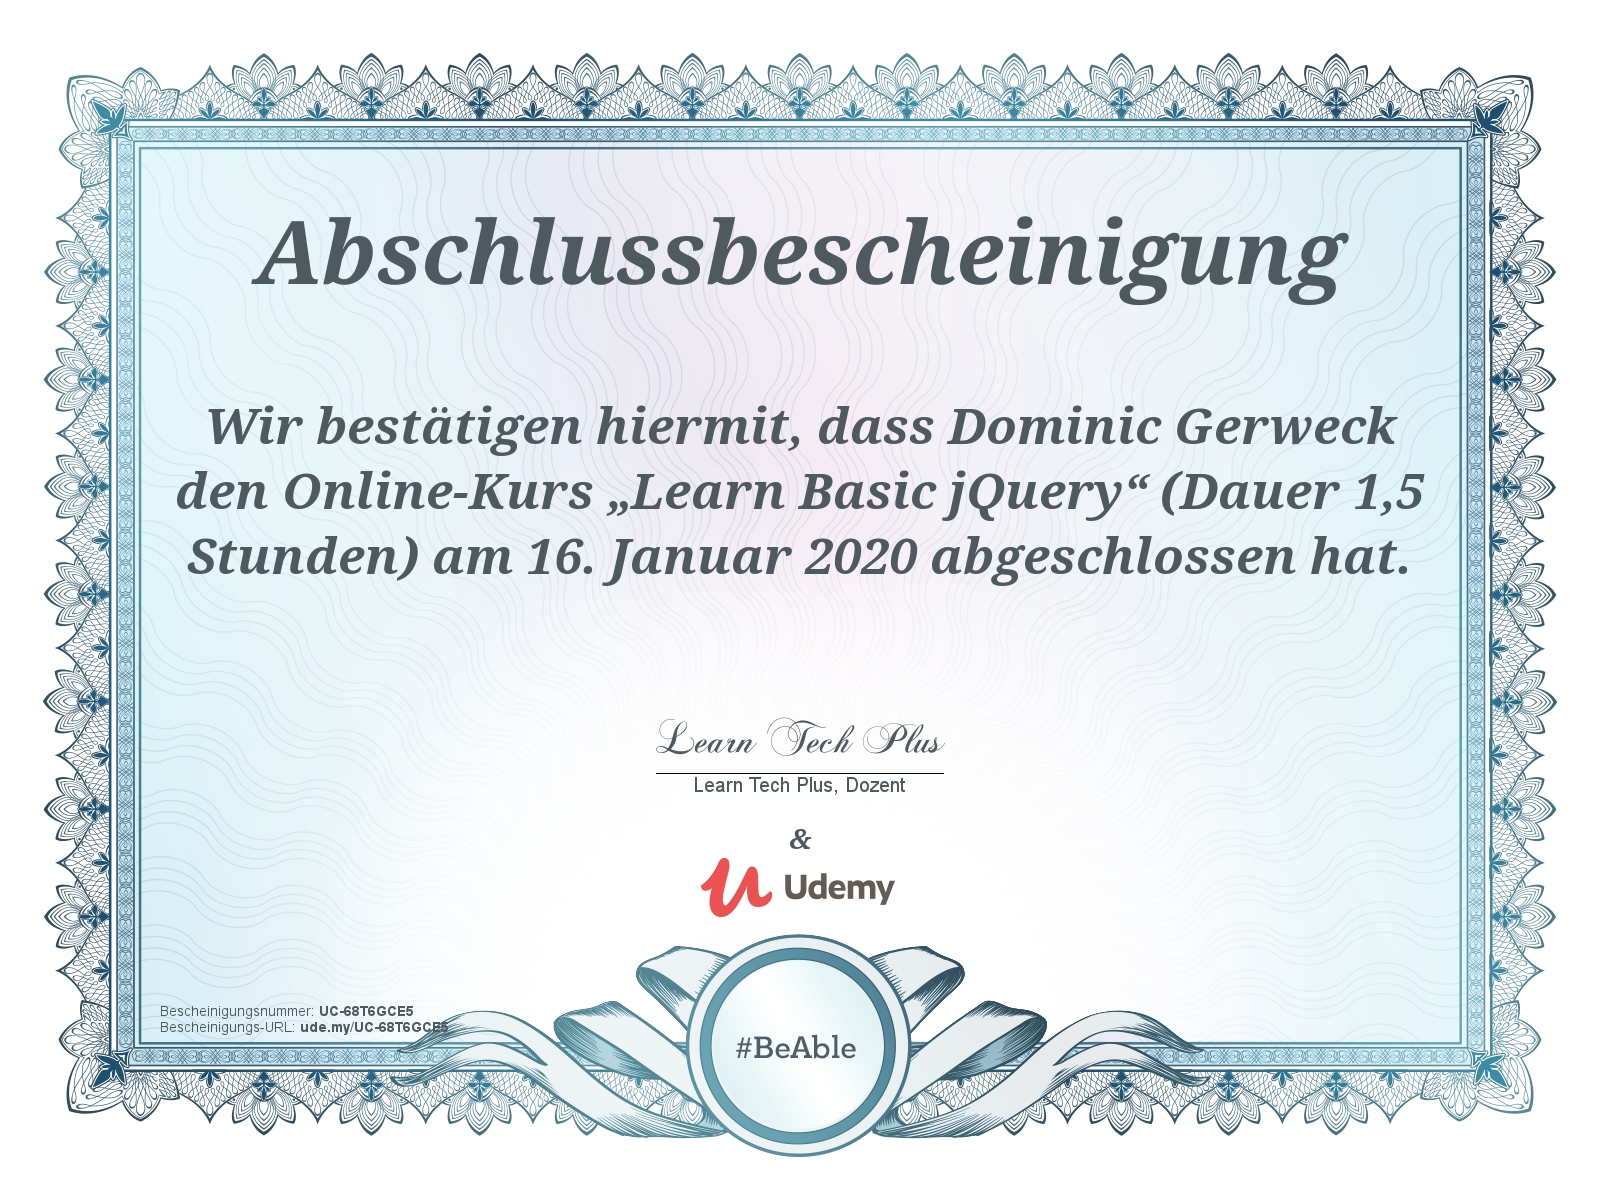 Abschlussbescheinigung
Wir bestätigen hiermit, dass Dominic Gerweck
den Online-Kurs „Learn Basic jQuery“ (Dauer 1,5
Stunden) am 16. Januar 2020 abgeschlossen hat.
Learn Tech Plus
Learn Tech Plus, Dozent
&
Udemy
Bescheinigungsnummer: UC-68T6GCE5
Bescheinigungs-URL: ude.my/UC-68T6GCE5
#BeAble